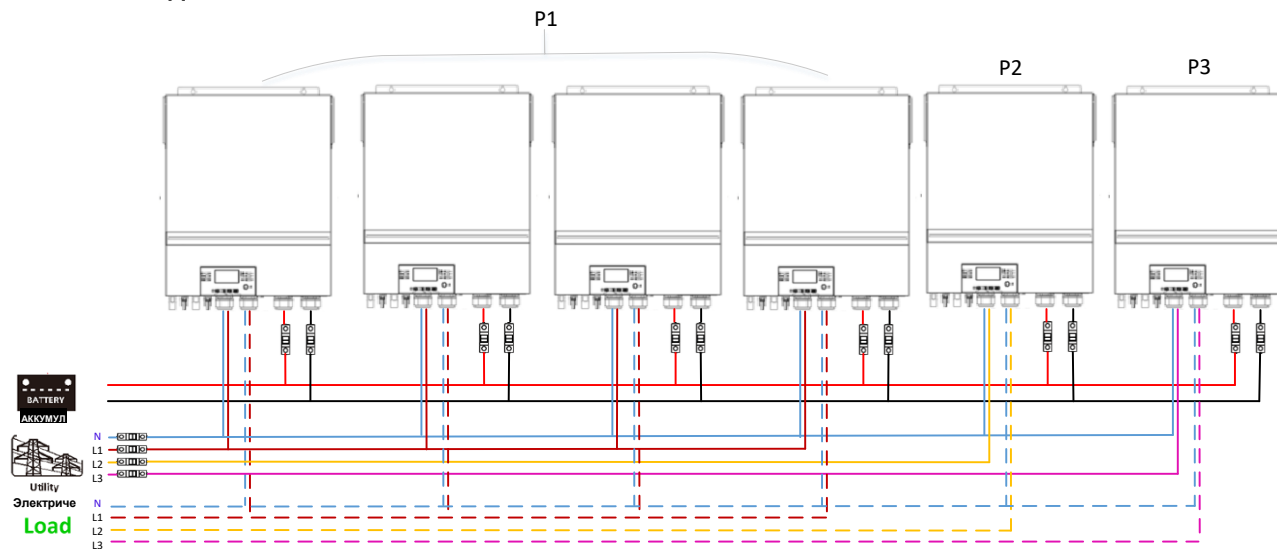 P1
P2
P3
BATTERY
АККУМУЛ
N
L1
L2
L3
Utility
Электриче
Load
N
L1
L2
L3